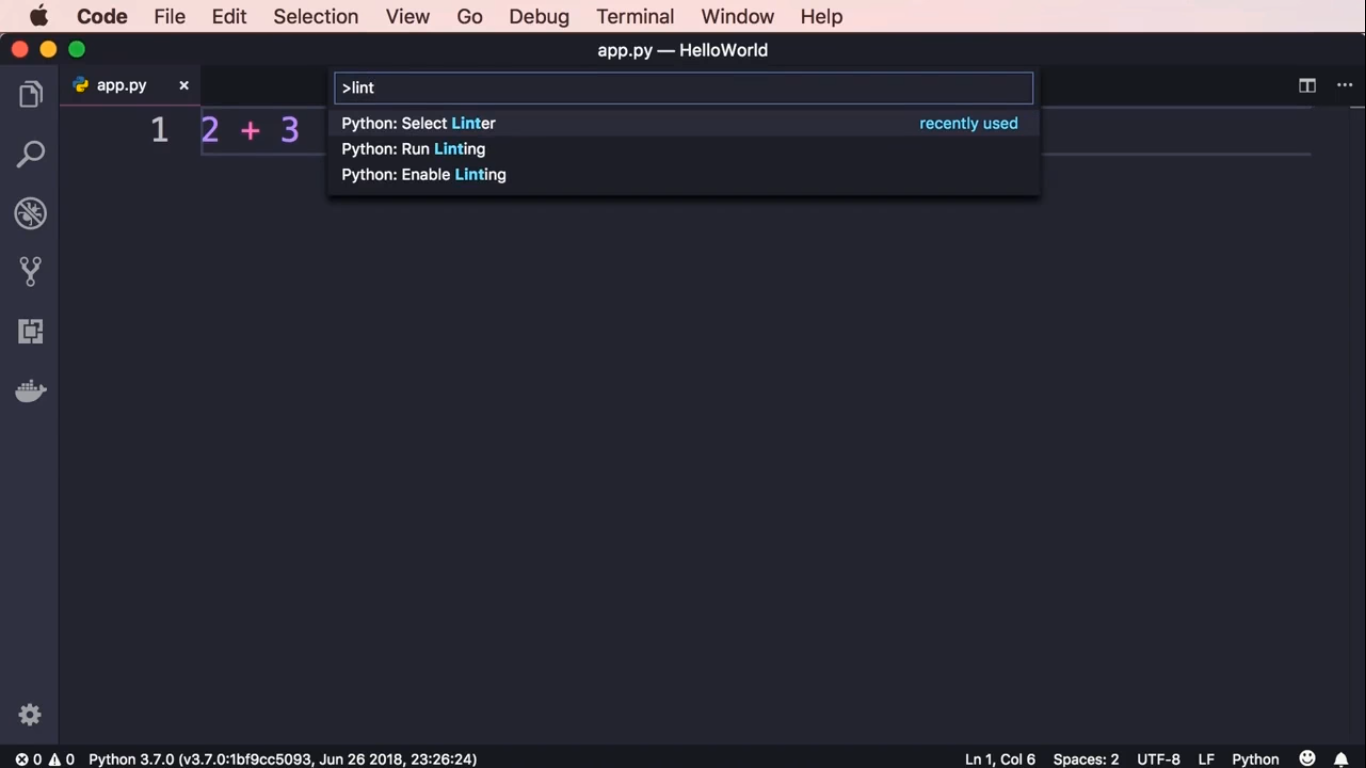 Code File Edit Selection View Go Debug Terminal Window Help
app.py — HelloWorld
app.py
>lint
1 2 + 3
Python: Select Linter recently used
Python: Run Linting
Python: Enable Linting
0 0 Python 3.7.0 (v3.7.0:1bf9cc5093, Jun 26 2018, 23:26:24) Ln 1, Col 6 Spaces: 2 UTF-8 LF Python